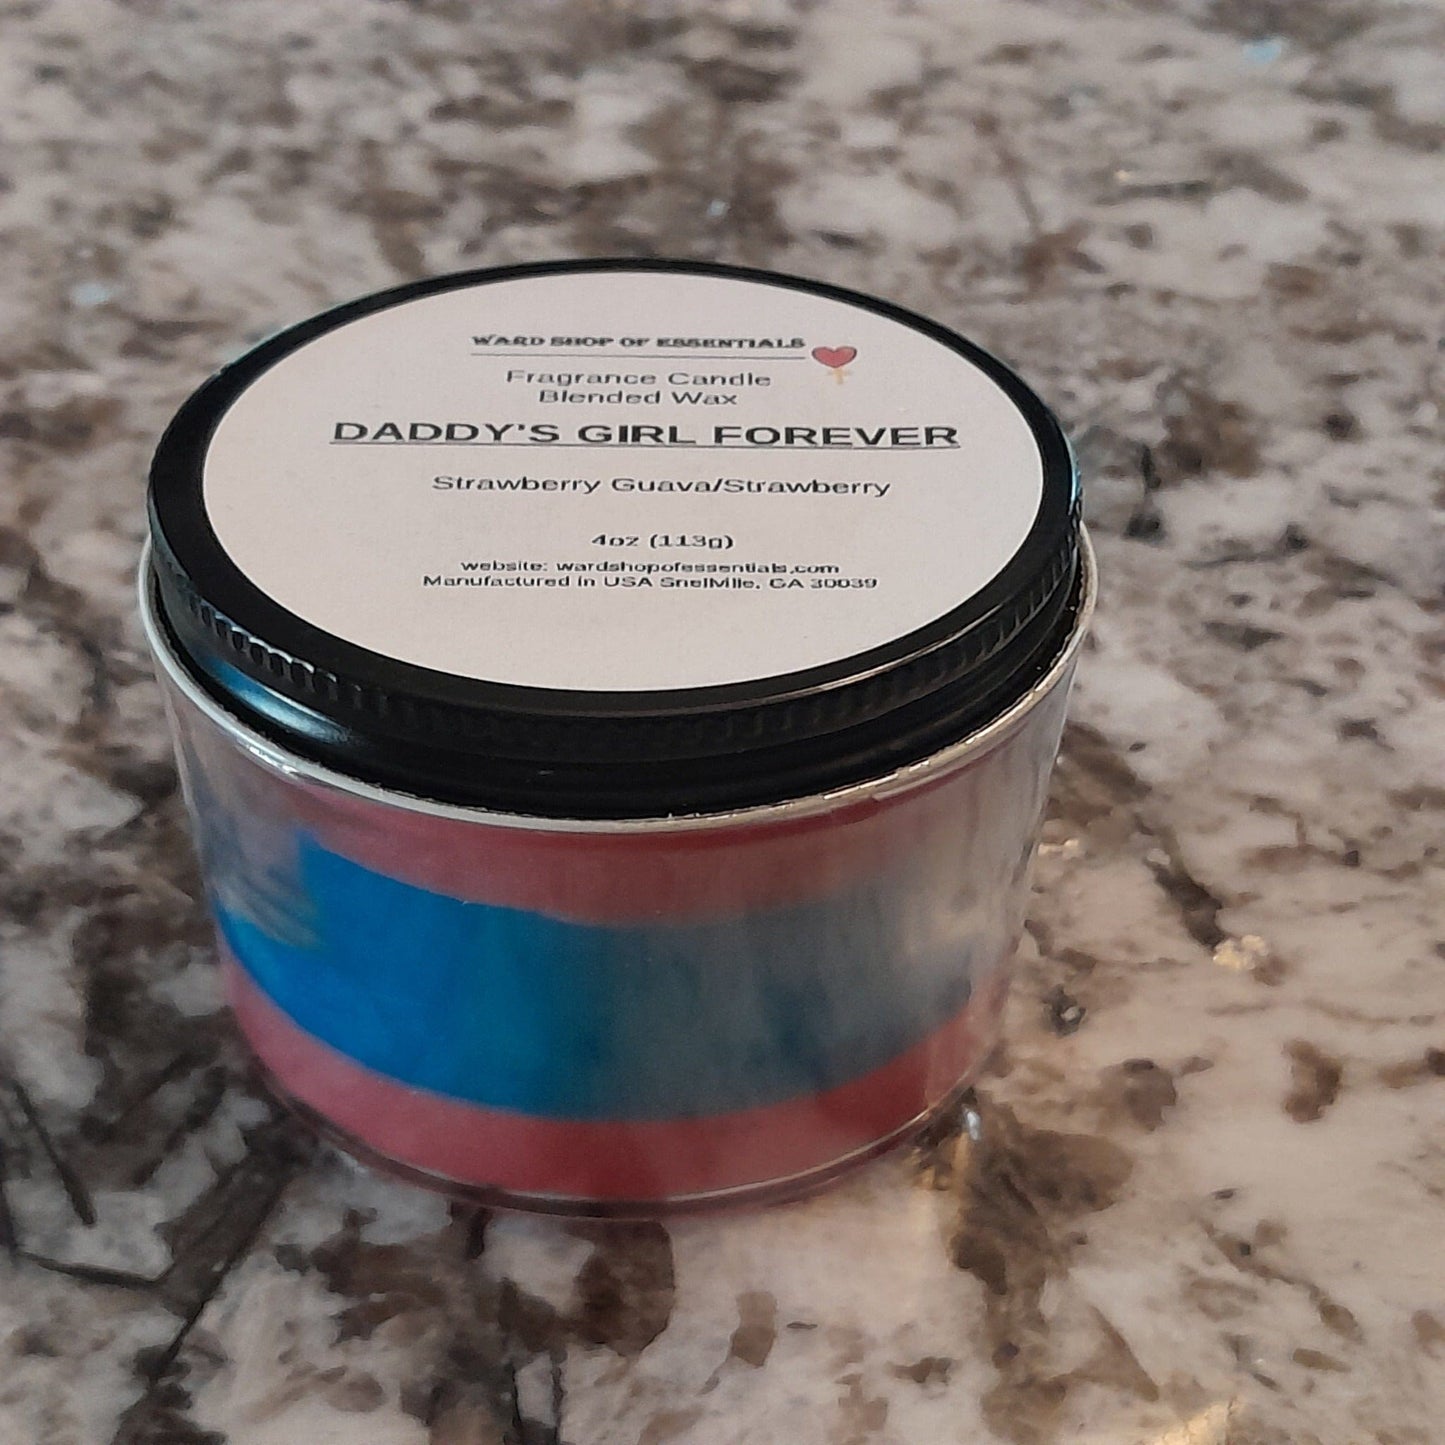 WARD SHOP OF ESSENTIALS
Fragrance Candle
Blended Wax
DADDY'S GIRL FOREVER
Strawberry Guava/Strawberry
4oz (113g)
website: wardshopofessentials.com
Manufactured in USA Snellville, GA 30039